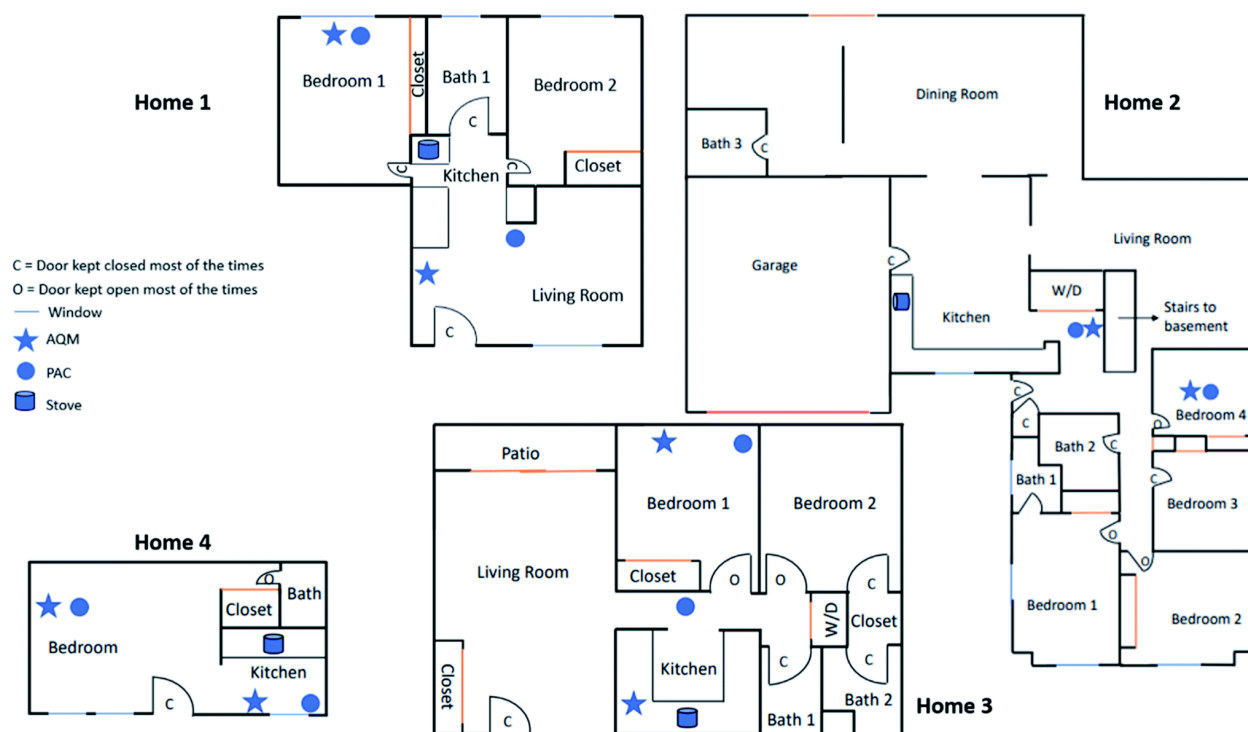 Home 1
Bedroom 1
Closet
Bath 1
Bedroom 2
C
Closet
C
C
Kitchen
Living Room
C
Home 2
Dining Room
Bath 3
C
Living Room
Garage
C
W/D
Kitchen
Stairs to
basement
C
Bedroom 4
O
C
Bath 2
C
Bath 1
C
Bedroom 3
O
O
Bedroom 1
Bedroom 2
C = Door kept closed most of the times
O = Door kept open most of the times
Window
AQM
PAC
Stove
Patio
Bedroom 1
Bedroom 2
Living Room
Closet
O
O
C
W/D
Closet
Closet
Kitchen
C
C
C
Bath 1
Bath 2
Home 3
Home 4
O
Bath
Closet
Bedroom
Kitchen
C